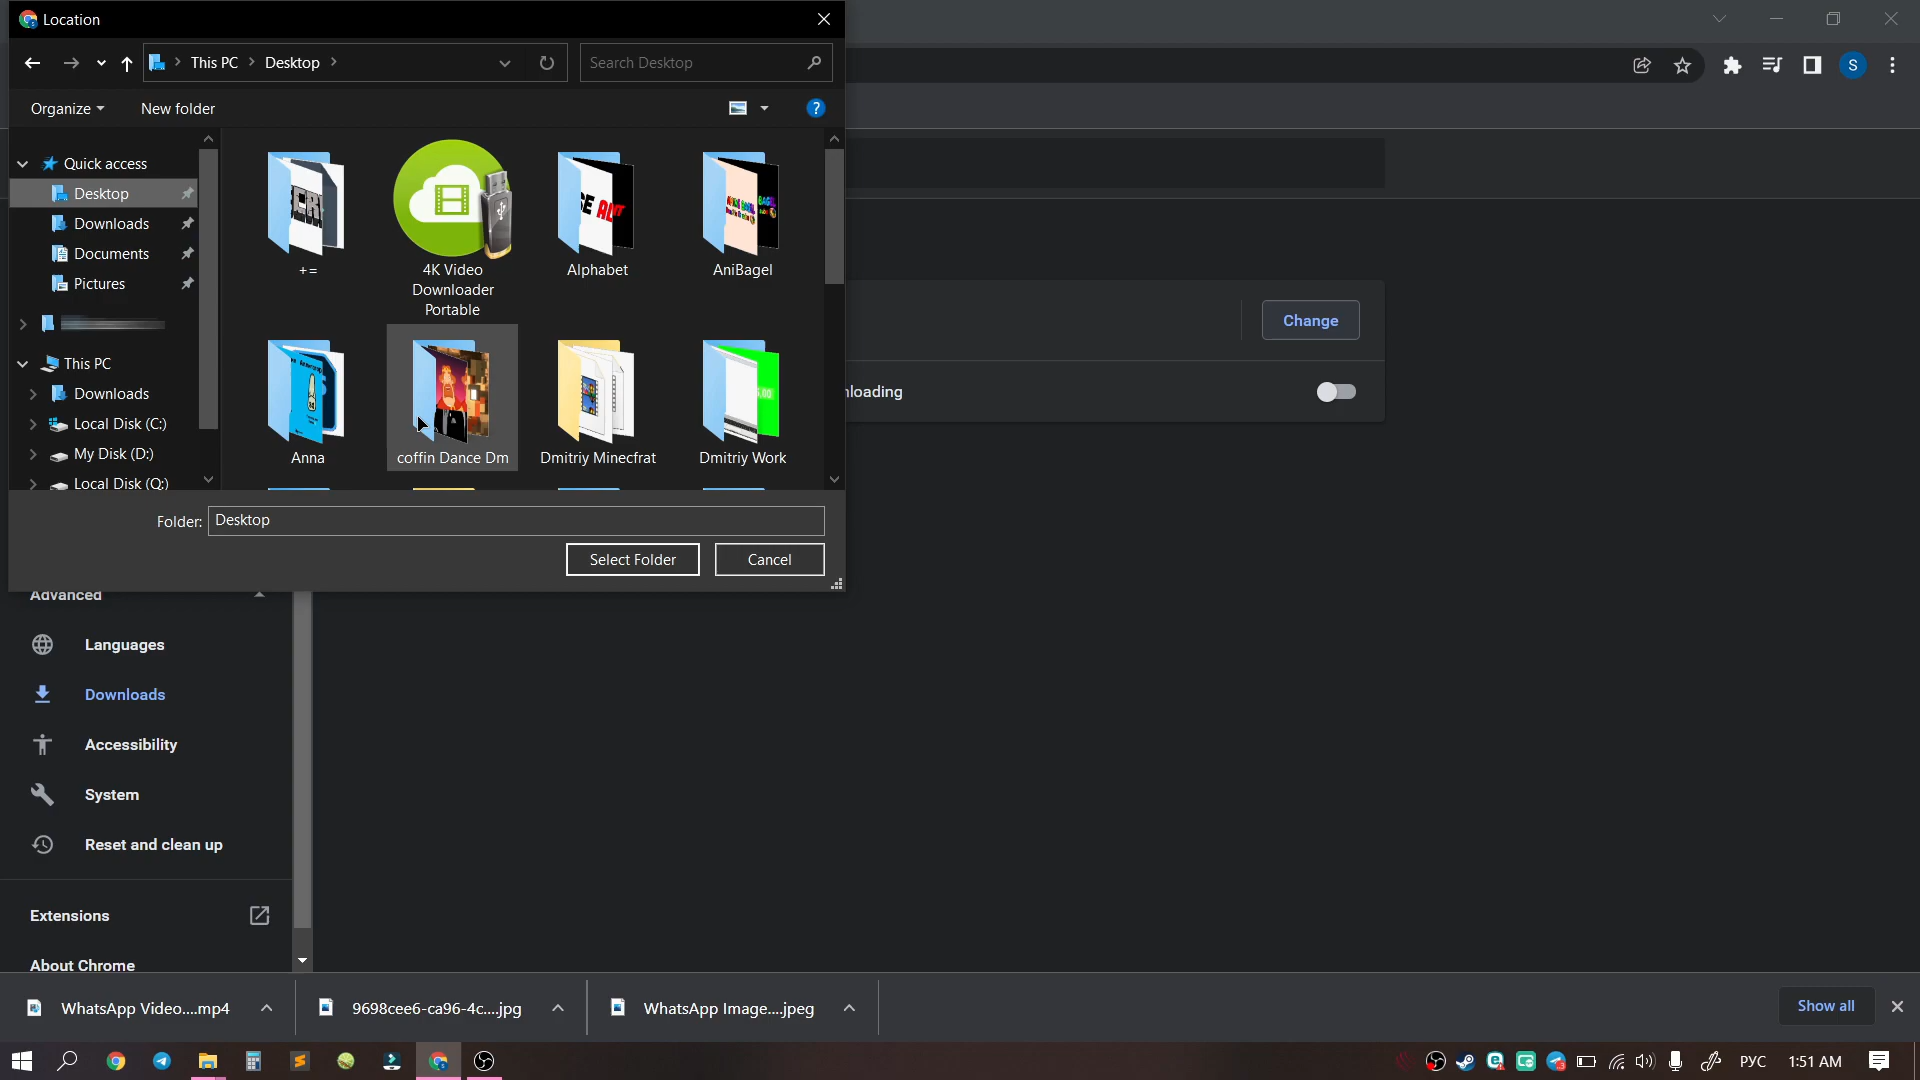 Location
This PC
Desktop
Search Desktop
Organize
New folder
Quick access
Desktop
Downloads
Documents
Pictures
This PC
Downloads
Local Disk (C:)
My Disk (D:)
Local Disk (Q:)
+=
4K Video
Downloader
Portable
Alphabet
AniBagel
Anna
coffin Dance Dm
Dmitriy Minecfrat
Dmitriy Work
Folder:
Desktop
Select Folder
Cancel
S
Change
nloading
Advanced
Languages
Downloads
Accessibility
System
Reset and clean up
Extensions
About Chrome
WhatsApp Video....mp4
9698cee6-ca96-4c....jpg
WhatsApp Image....jpeg
Show all
РУС
1:51 AM